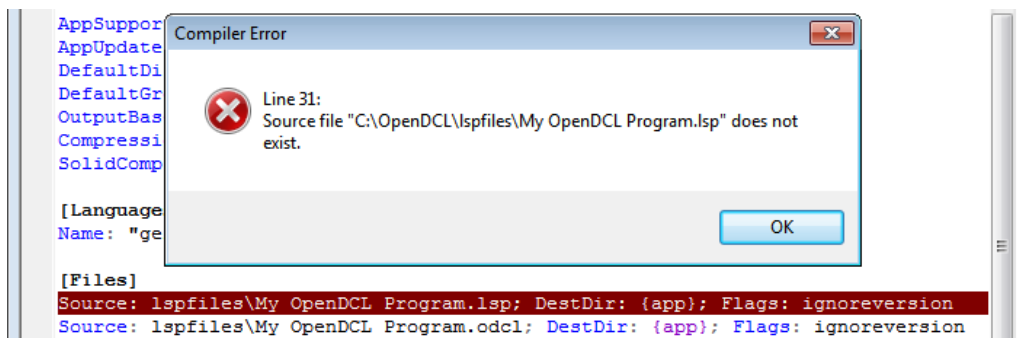 AppSuppor
AppUpdate
DefaultDi
DefaultGr
OutputBas
Compressi
SolidComp
Compiler Error
Line 31:
Source file "C:\OpenDCL\lspfiles\My OpenDCL Program.lsp" does not
exist.
OK
[Language
Name: "ge
[Files]
Source: lspfiles\My OpenDCL Program.lsp; DestDir: {app}; Flags: ignoreversion
Source: lspfiles\My OpenDCL Program.odcl; DestDir: {app}; Flags: ignoreversion